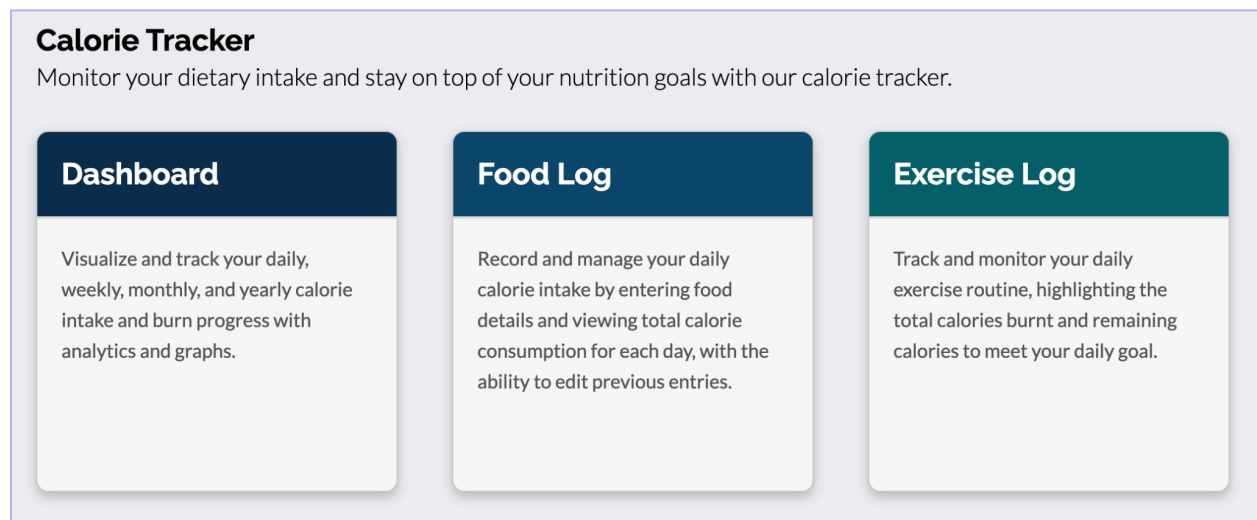 Calorie Tracker
Monitor your dietary intake and stay on top of your nutrition goals with our calorie tracker.
Dashboard
Visualize and track your daily,
weekly, monthly, and yearly calorie
intake and burn progress with
analytics and graphs.
Food Log
Record and manage your daily
calorie intake by entering food
details and viewing total calorie
consumption for each day, with the
ability to edit previous entries.
Exercise Log
Track and monitor your daily
exercise routine, highlighting the
total calories burnt and remaining
calories to meet your daily goal.